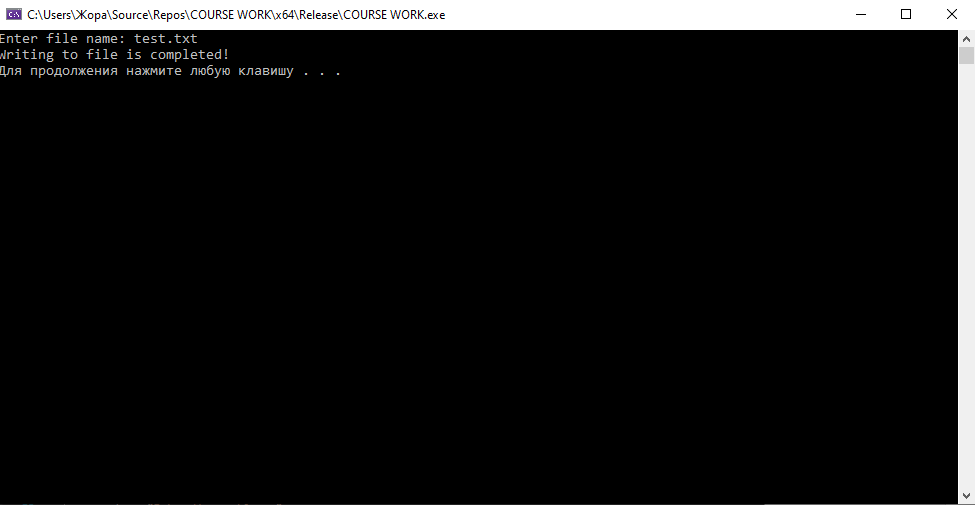 C:\Users\Жора\Source\Repos\COURSE WORK\x64\Release\COURSE WORK.exe
Enter file name: test.txt
Writing to file is completed!
Для продолжения нажмите любую клавишу . . .